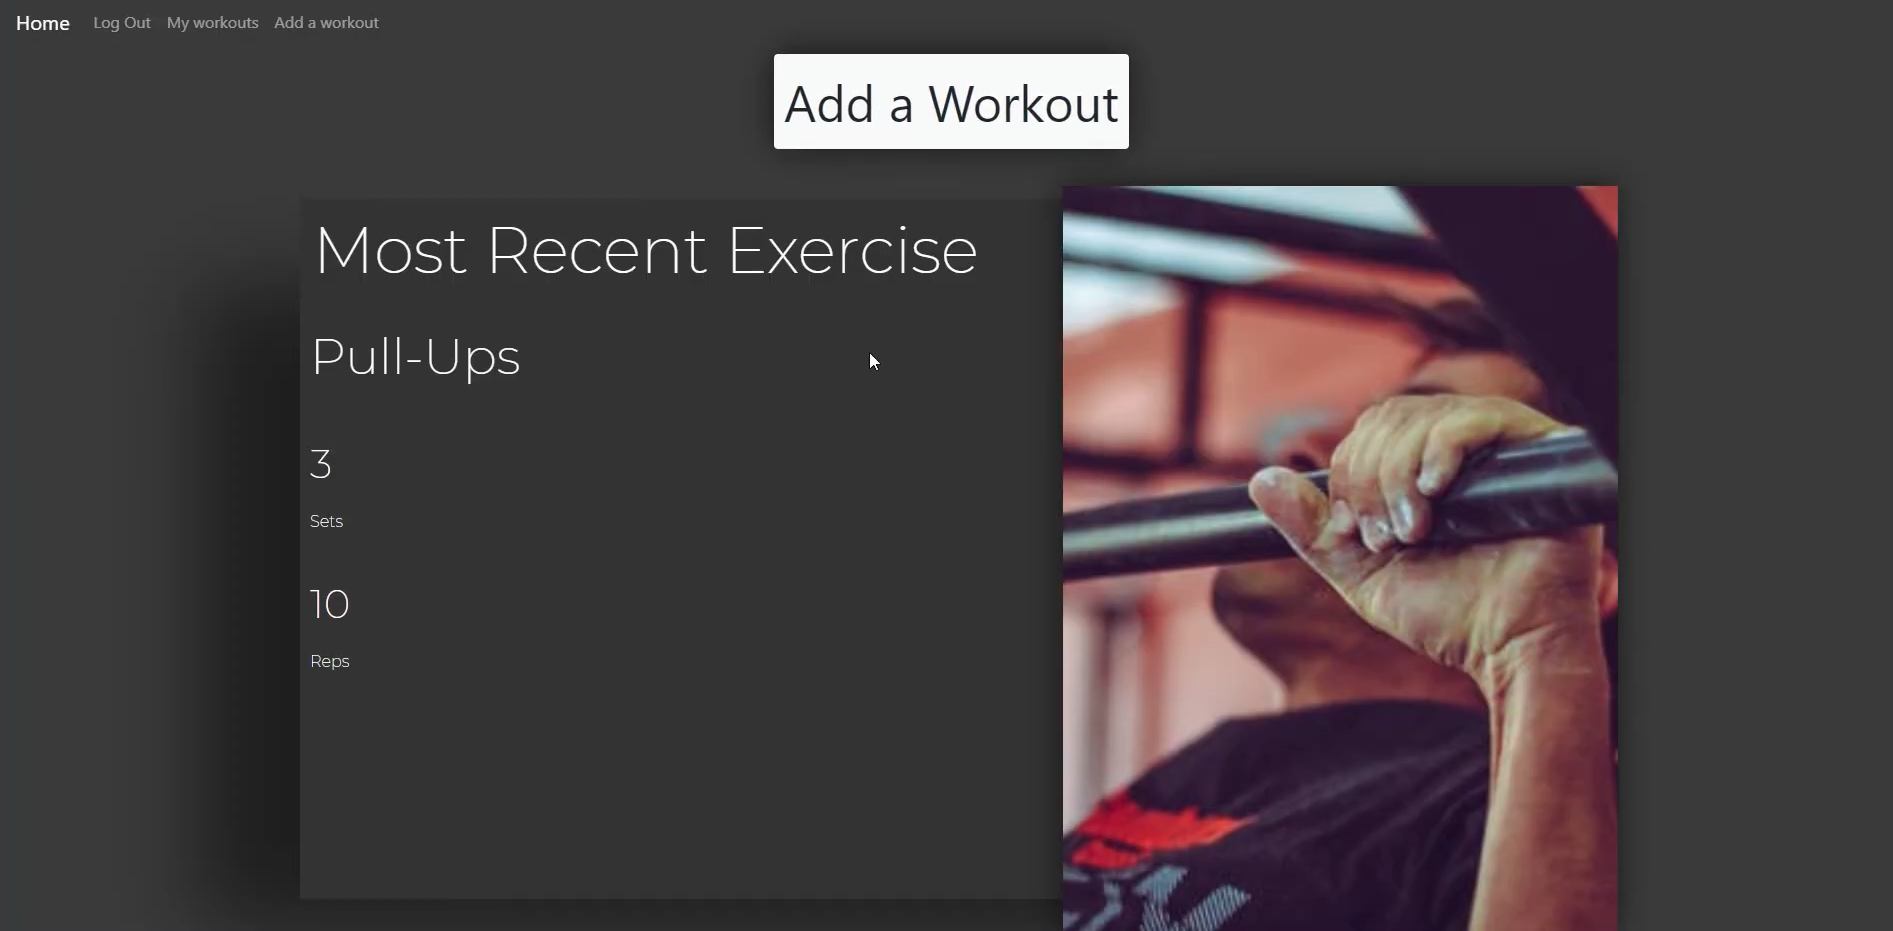 Home Log Out My workouts Add a workout
Add a Workout
Most Recent Exercise
Pull-Ups
3
Sets
10
Reps